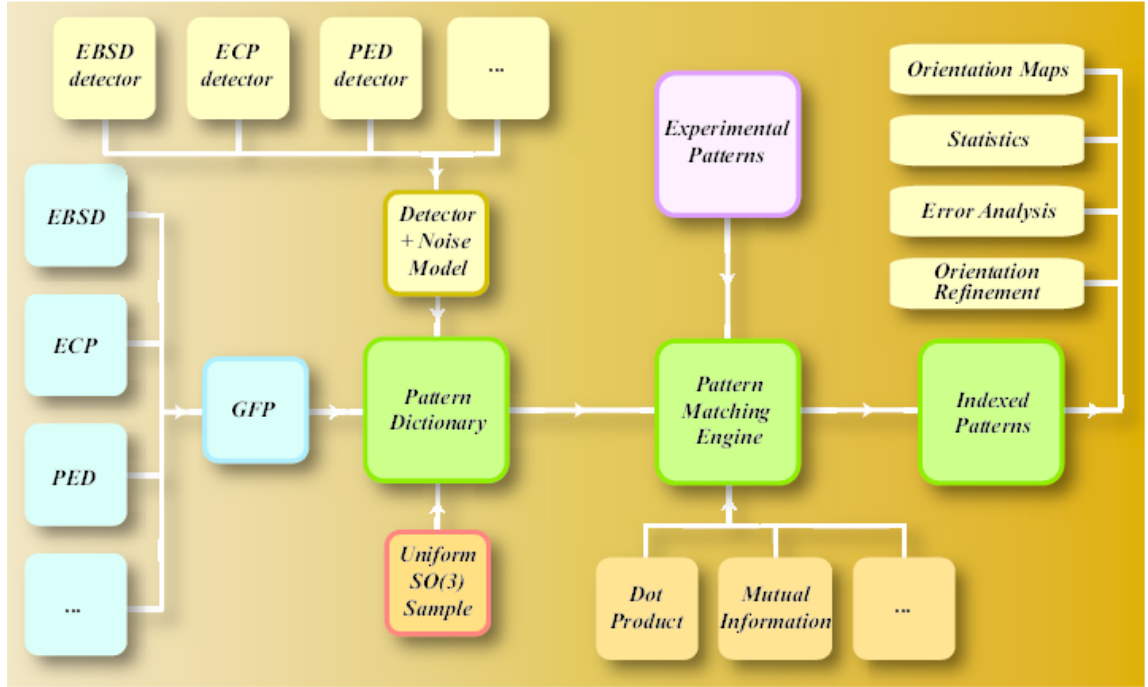 EBSD
detector
ECP
detector
PED
detector
...
Experimental
Patterns
Orientation Maps
Statistics
Error Analysis
Orientation
Refinement
EBSD
ECP
PED
...
GFP
Detector
+ Noise
Model
Pattern
Dictionary
Uniform
SO(3)
Sample
Pattern
Matching
Engine
Indexed
Patterns
Dot
Product
Mutual
Information
...